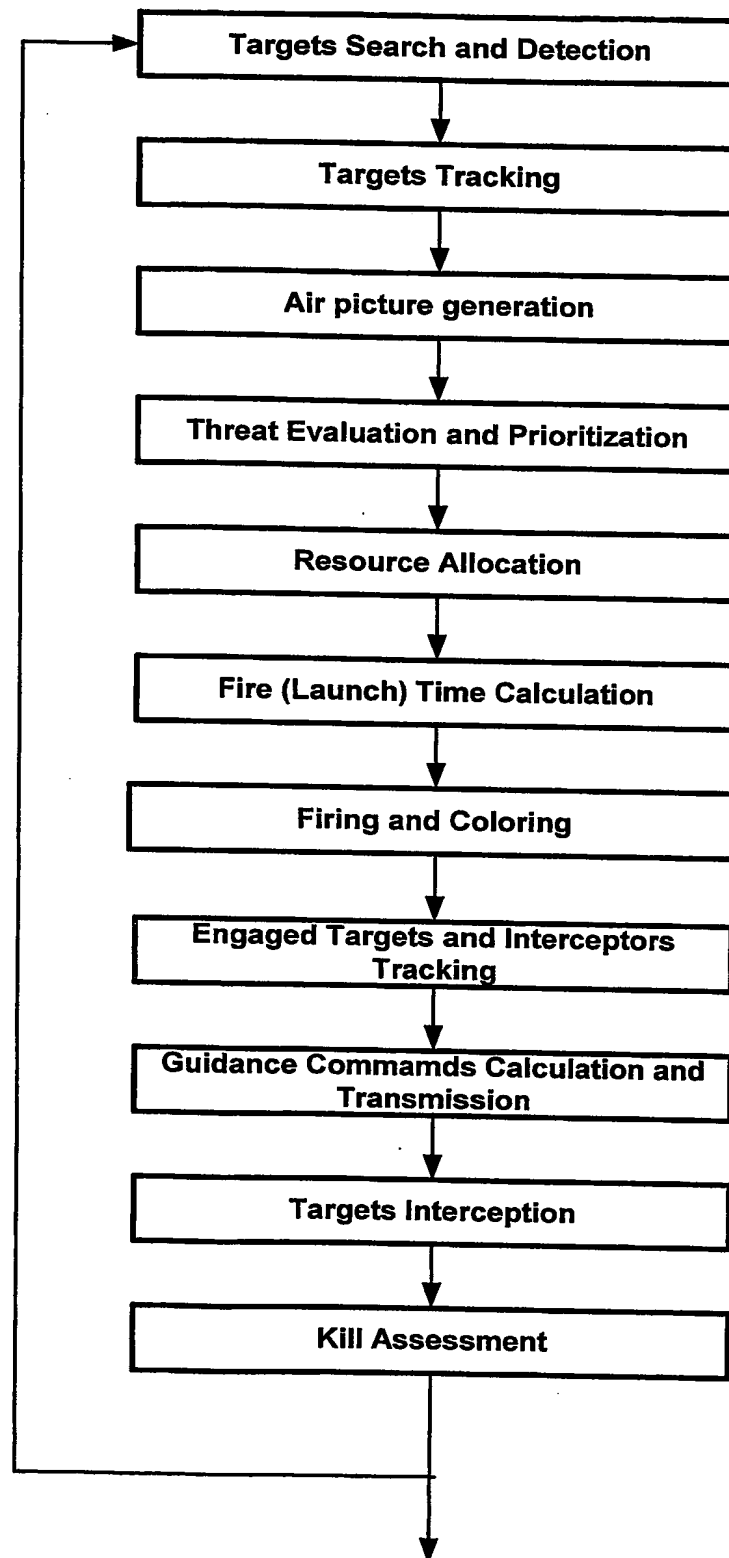 Targets Search and Detection
Targets Tracking
Air picture generation
Threat Evaluation and Prioritization
Resource Allocation
Fire (Launch) Time Calculation
Firing and Coloring
Engaged Targets and Interceptors
Tracking
Guidance Commamds Calculation and
Transmission
Targets Interception
Kill Assessment